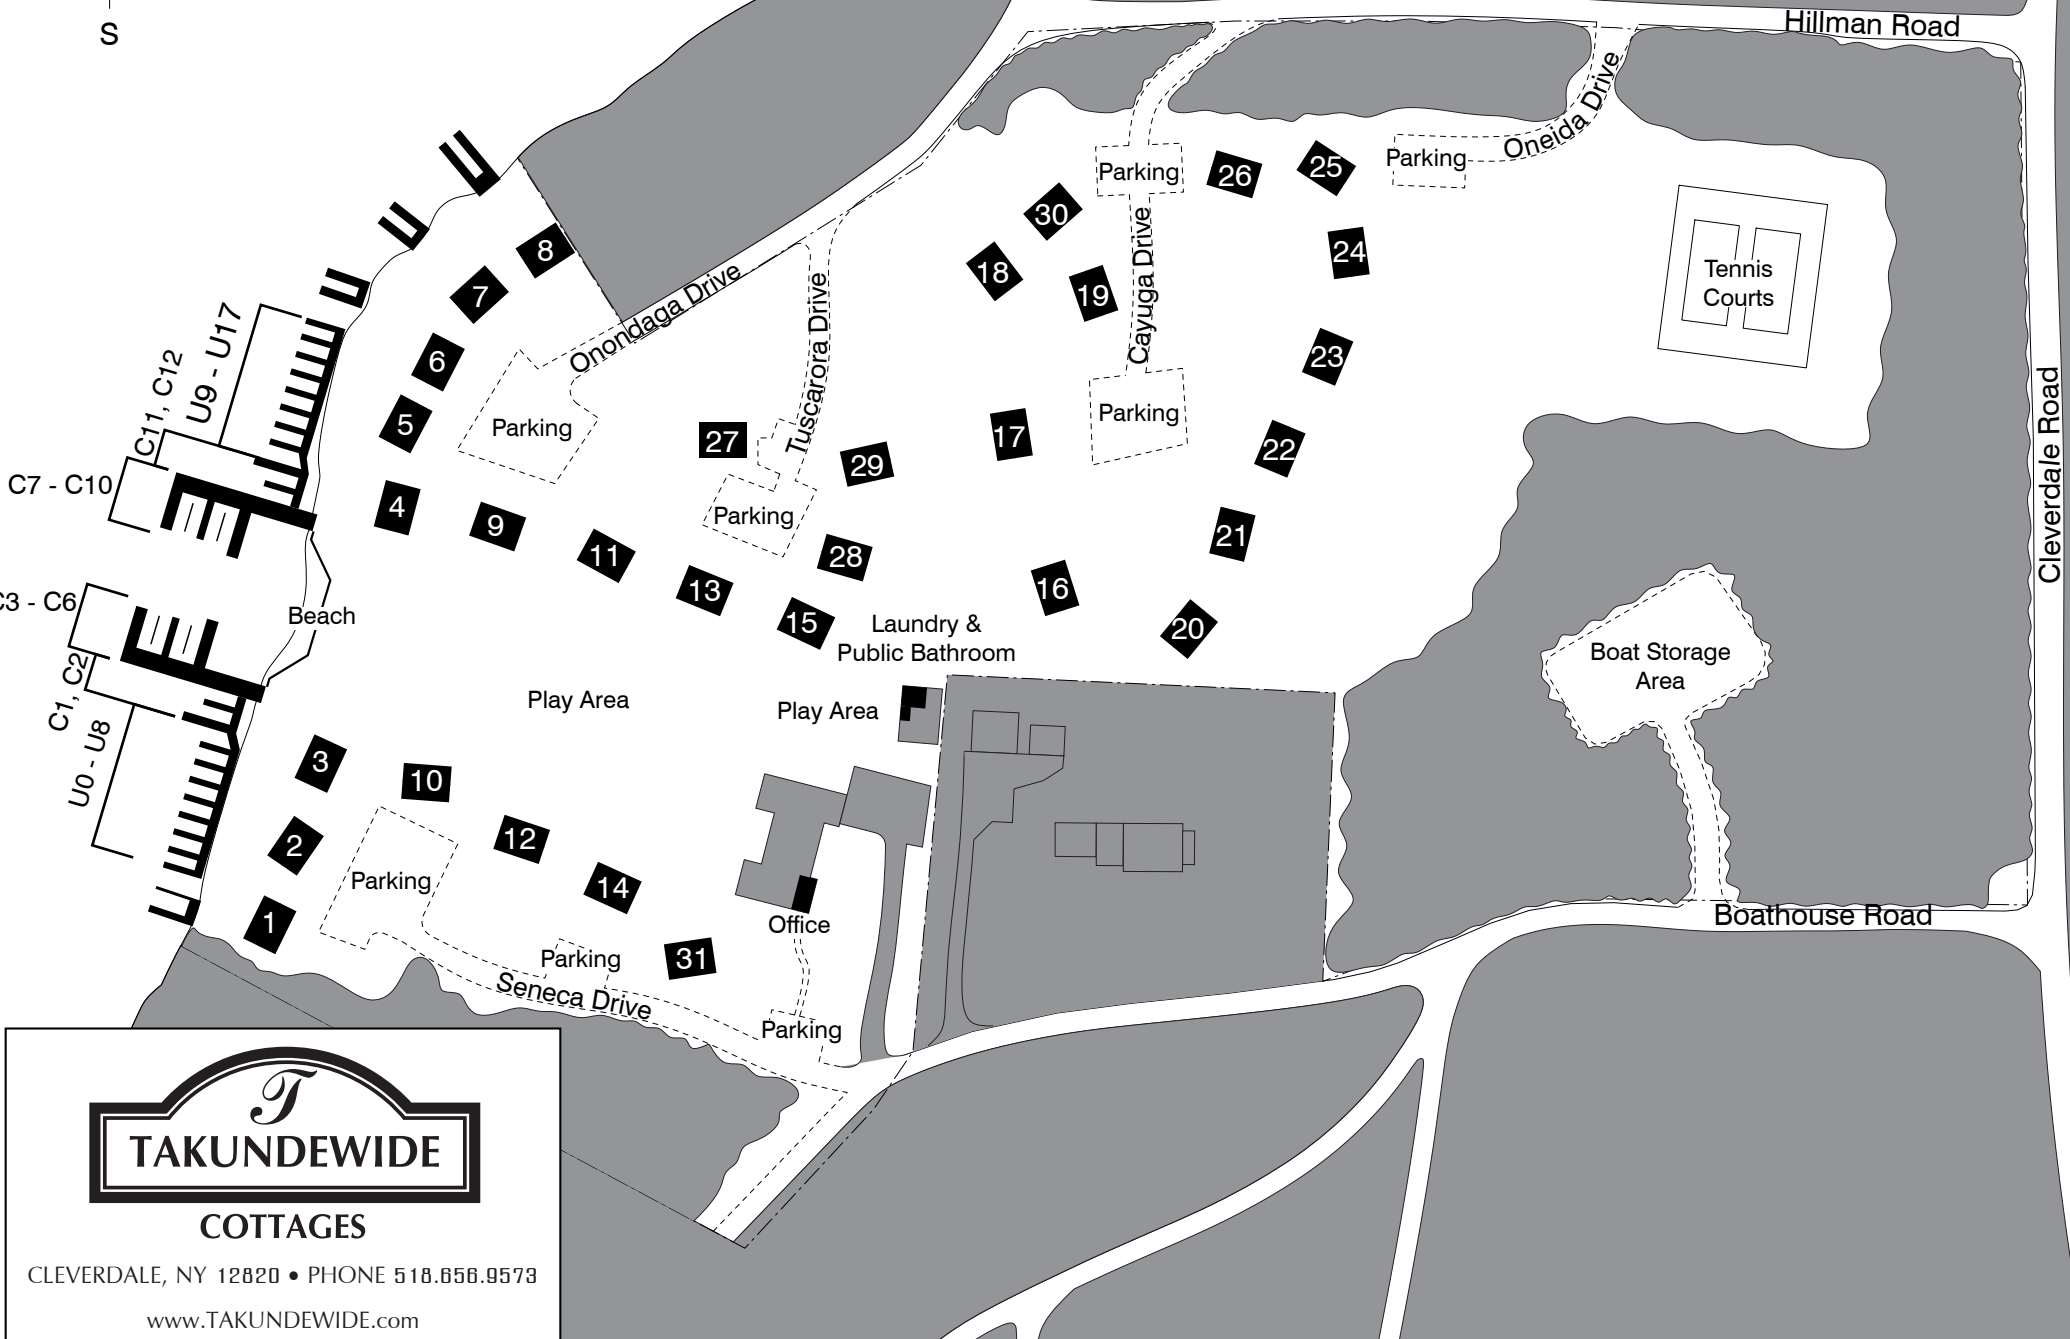 S
Hillman Road
Oneida Drive
Parking
Parking
26
25
30
8
18
19
24
7
Cayuga Drive
Tennis
Courts
Onondaga Drive
Tuscarora Drive
6
23
U9 - U17
C11, C12
5
Parking
27
29
17
Parking
22
Cleverdale Road
C7 - C10
4
9
Parking
11
28
21
13
16
C3 - C6
Beach
15
Laundry &
Public Bathroom
20
Boat Storage
Area
C1, C2
Play Area
Play Area
U0 - U8
3
10
2
12
Parking
14
1
Office
Boathouse Road
Parking
31
Seneca Drive
Parking
T
TAKUNDEWIDE
COTTAGES
CLEVERDALE, NY 12820 • PHONE 518.656.9573
www.TAKUNDEWIDE.com